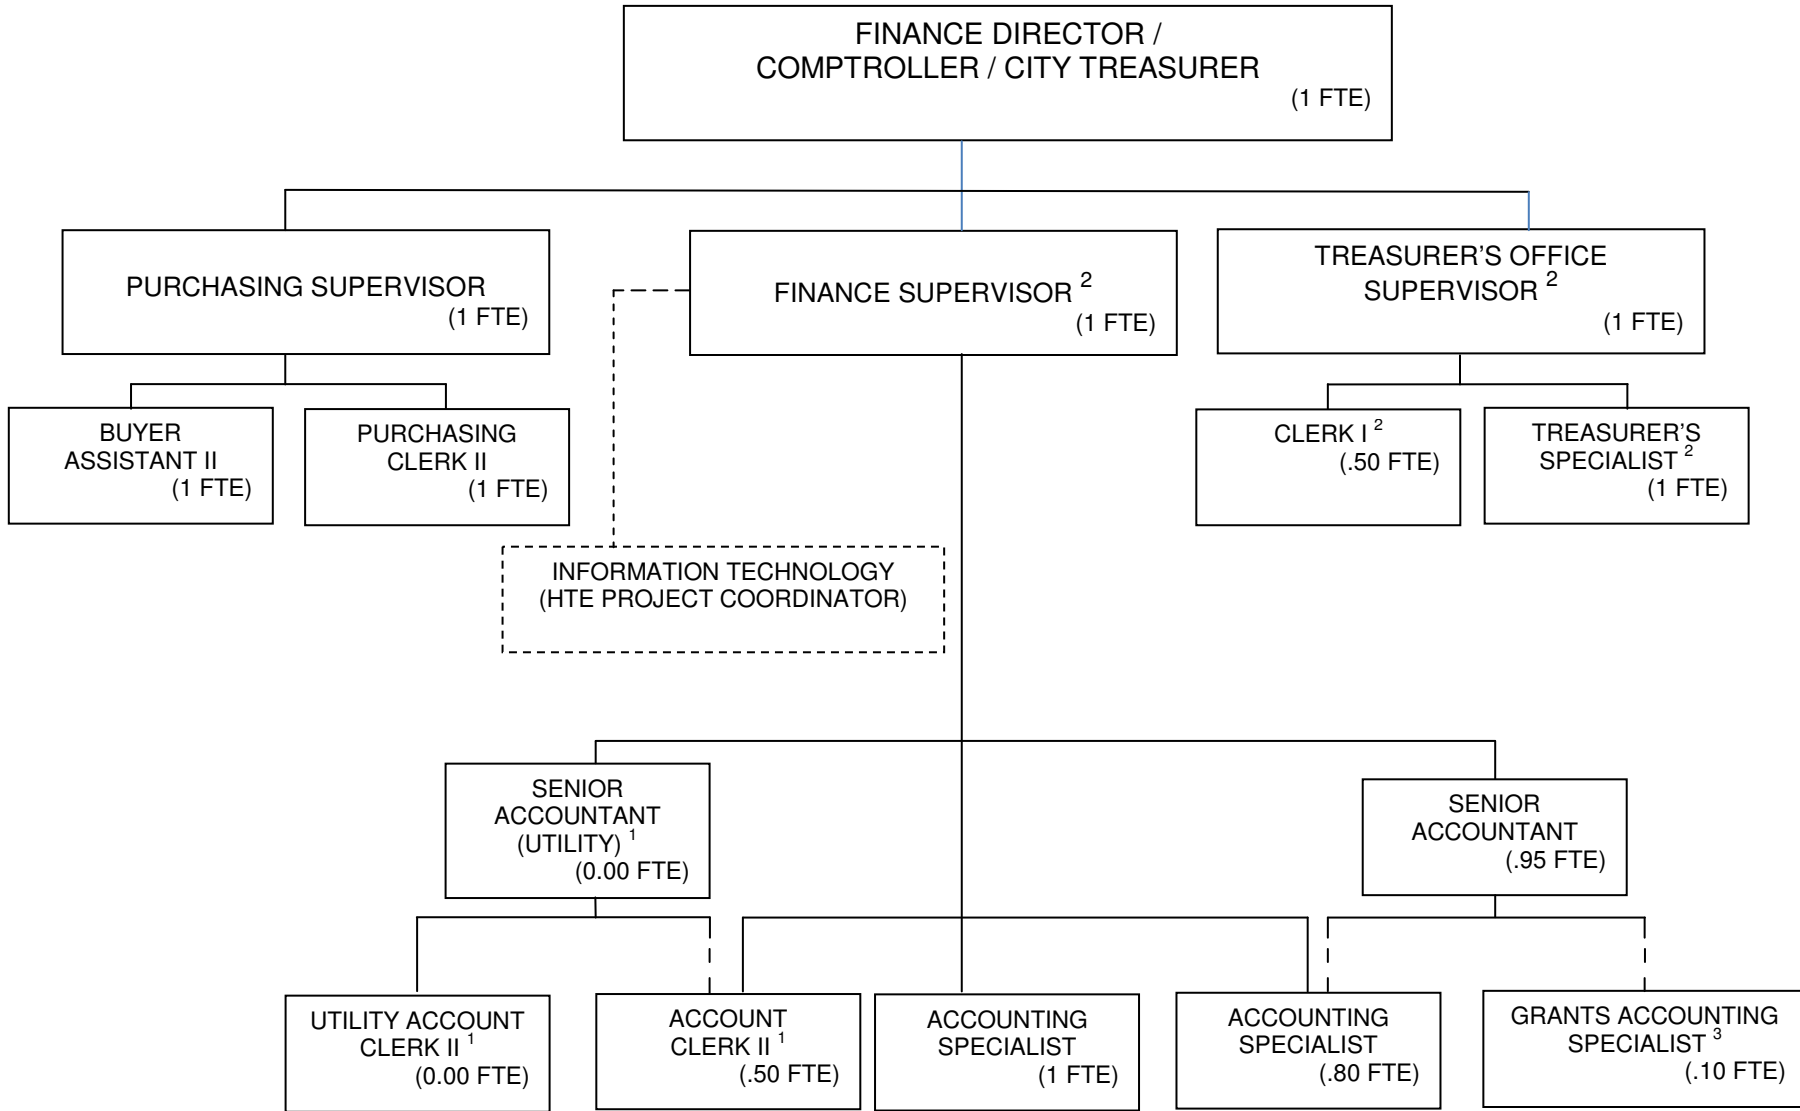 FINANCE DIRECTOR /
COMPTROLLER / CITY TREASURER
(1 FTE)
PURCHASING SUPERVISOR
(1 FTE)
FINANCE SUPERVISOR 2
(1 FTE)
TREASURER'S OFFICE
SUPERVISOR 2
(1 FTE)
BUYER
ASSISTANT II
(1 FTE)
PURCHASING
CLERK II
(1 FTE)
CLERK I 2
(.50 FTE)
TREASURER'S
SPECIALIST 2
(1 FTE)
INFORMATION TECHNOLOGY
(HTE PROJECT COORDINATOR)
SENIOR
ACCOUNTANT
(UTILITY) 1
(0.00 FTE)
SENIOR
ACCOUNTANT
(.95 FTE)
UTILITY ACCOUNT
CLERK II 1
(0.00 FTE)
ACCOUNT
CLERK II 1
(.50 FTE)
ACCOUNTING
SPECIALIST
(1 FTE)
ACCOUNTING
SPECIALIST
(.80 FTE)
GRANTS ACCOUNTING
SPECIALIST 3
(.10 FTE)